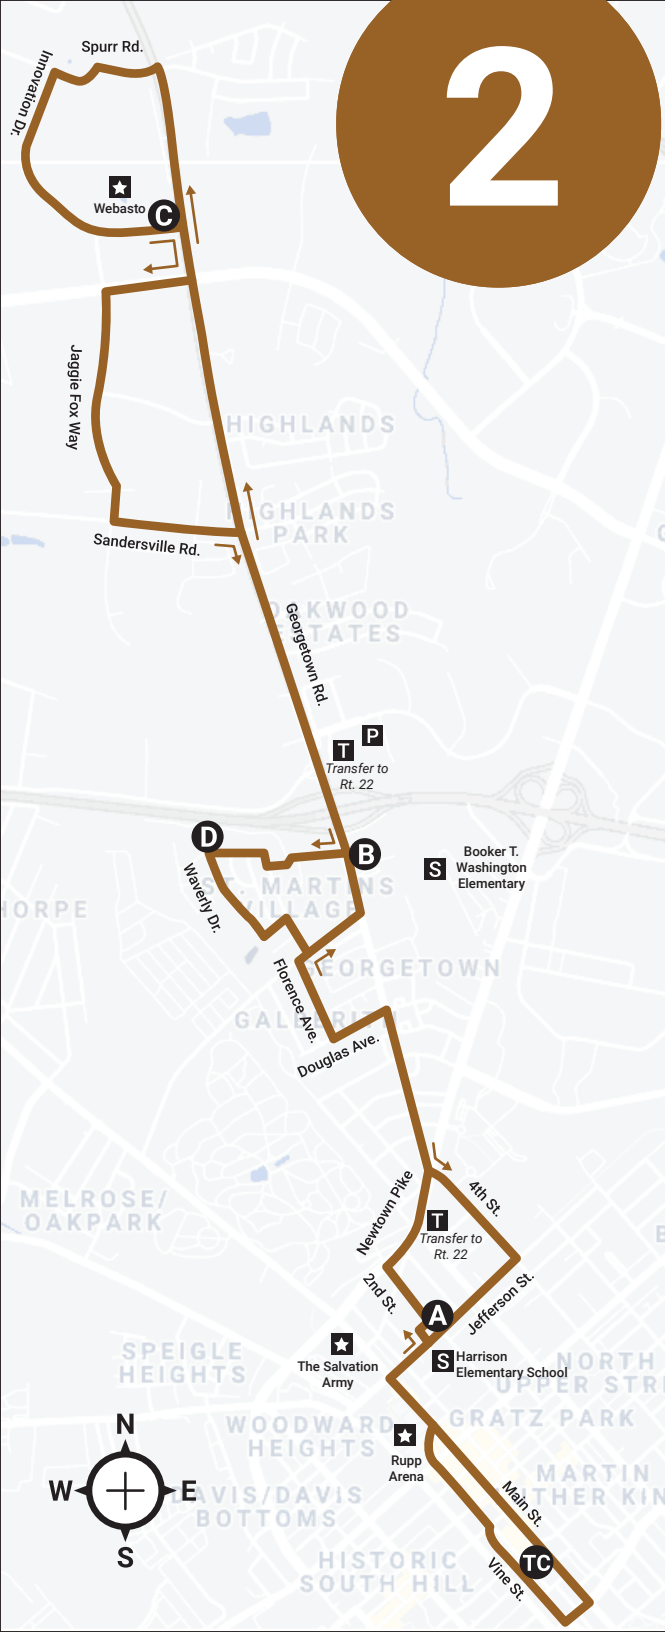 2
Spurr Rd.
Innovation Dr.
Webasto
C
Jaggie Fox Way
HIGHLANDS
HIGHLANDS
PARK
Sandersville Rd.
OAKWOOD
ESTATES
Georgetown Rd.
P
T
Transfer to
Rt. 22
D
B
S
Booker T.
Washington
Elementary
Waverly Dr.
ST. MARTINS
VILLAGE
HORPE
GEORGETOWN
Florence Ave.
Douglas Ave.
MELROSE/
OAKPARK
Newtown Pike
4th St.
T
Transfer to
Rt. 22
2nd St.
A
Jefferson St.
The Salvation
Army
S
Harrison
Elementary School
SPEIGLE
HEIGHTS
NORTH
UPPER STR
GRATZ PARK
WOODWARD
HEIGHTS
Rupp
Arena
MARTIN
THER KIN
Main St.
N
W
E
S
DAVIS/DAVIS
BOTTOMS
HISTORIC
SOUTH HILL
Vine St.
TC